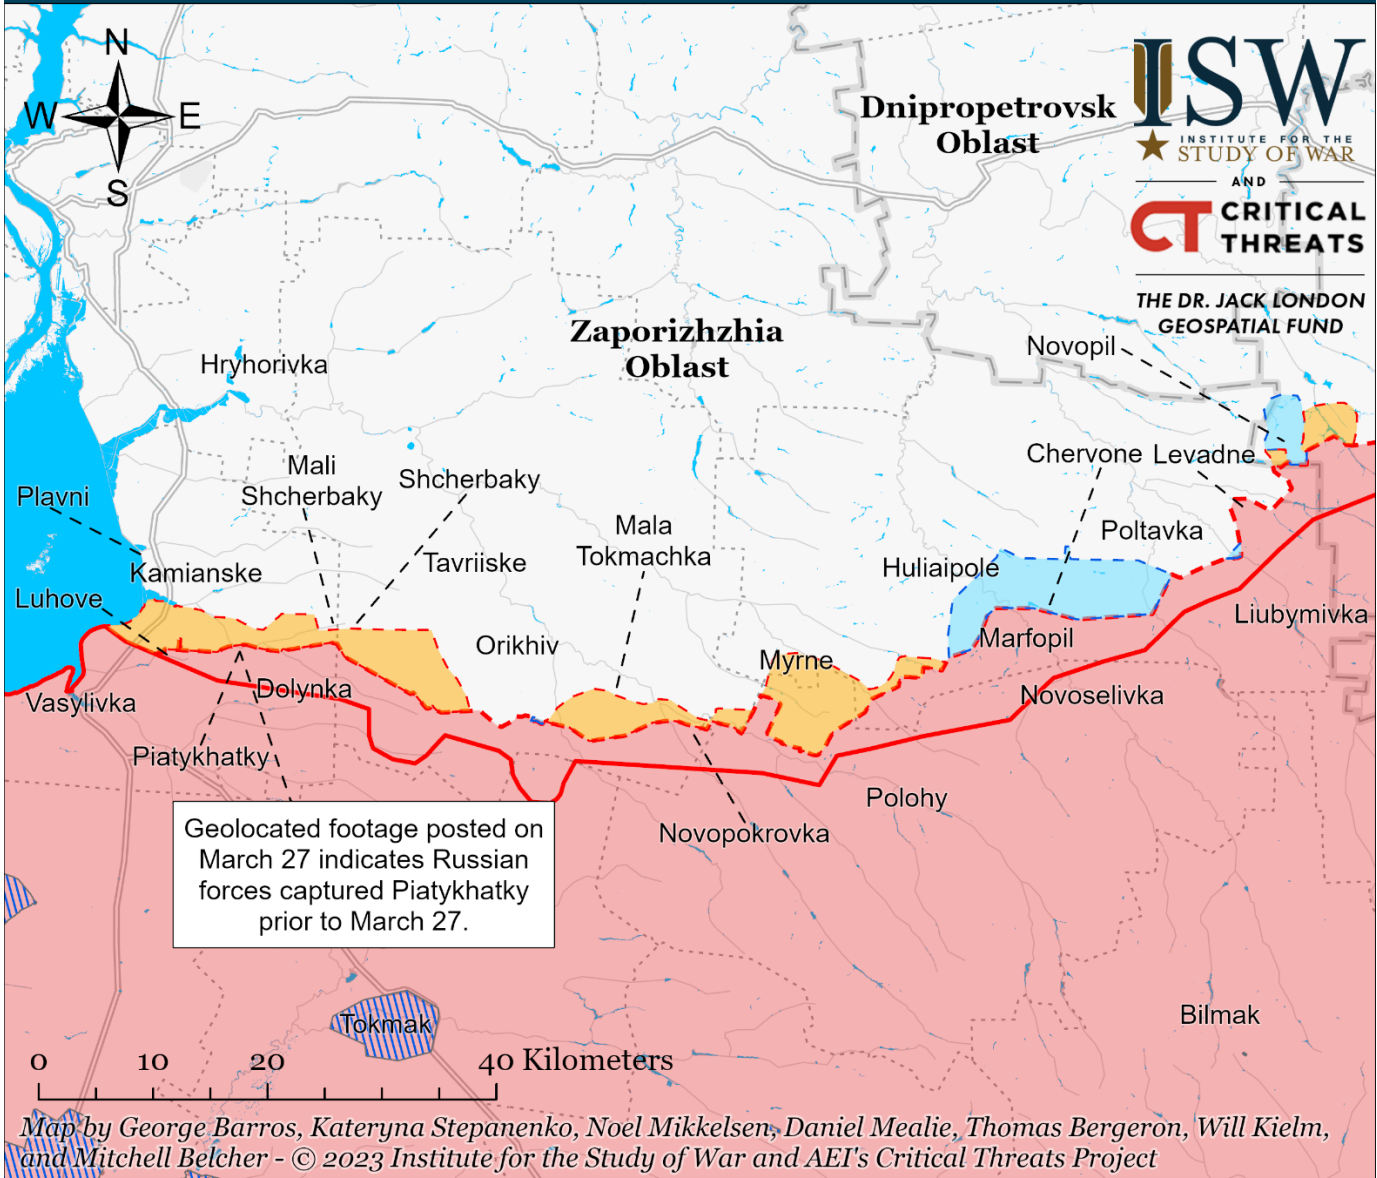 N
W
E
S
ISW
INSTITUTE FOR THE
STUDY OF WAR
AND
CT CRITICAL
THREATS
THE DR. JACK LONDON
GEOSPATIAL FUND
Dnipropetrovsk
Oblast
Zaporizhzhia
Oblast
Novopil
Hryhorivka
Chervone
Levadne
Mali
Shcherbaky
Shcherbaky
Plavni
Mala
Tokmachka
Poltavka
Kamianske
Tavriiske
Huliaipole
Luhove
Liubymivka
Orikhiv
Marfopil
Myrne
Vasylivka
Dolynka
Novoselivka
Piatykhatky
Polohy
Novopokrovka
Geolocated footage posted on
March 27 indicates Russian
forces captured Piatykhatky
prior to March 27.
Tokmak
Bilmak
0 10 20 40 Kilometers
Map by George Barros, Kateryna Stepanenko, Noel Mikkelsen, Daniel Mealie, Thomas Bergeron, Will Kielm,
and Mitchell Belcher - © 2023 Institute for the Study of War and AEI's Critical Threats Project